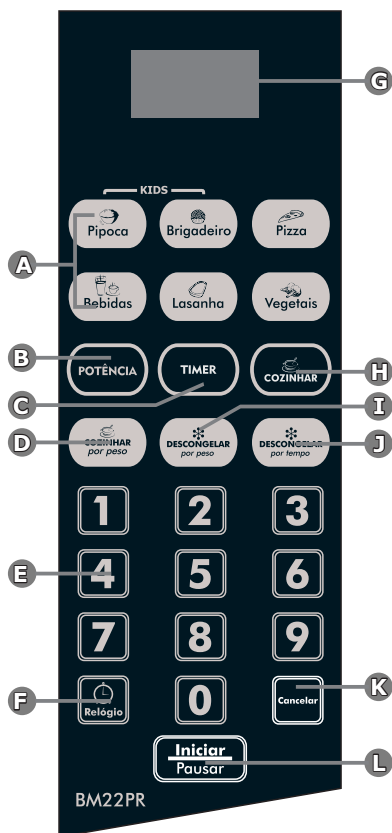 G
KIDS
Pipoca Brigadeiro Pizza
A
Bebidas Lasanha Vegetais
B
POTÊNCIA TIMER COZINHAR
H
C
I
D
COZINHAR DESCONGELAR DESCONGELAR
por peso por peso por tempo
J
1 2 3
E
4 5 6
7 8 9
F
Relógio 0 Cancelar
K
Iniciar
Pausar
L
BM22PR